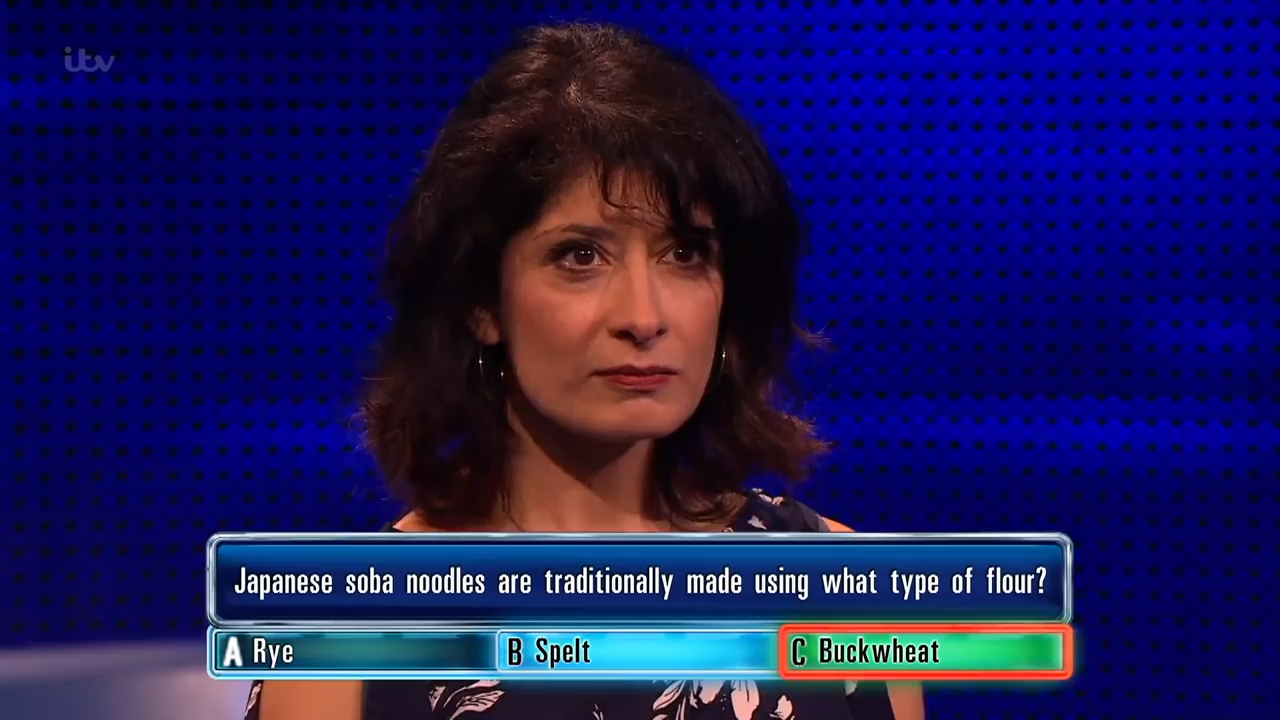 itv
Japanese soba noodles are traditionally made using what type of flour?
A Rye
B Spelt
C Buckwheat